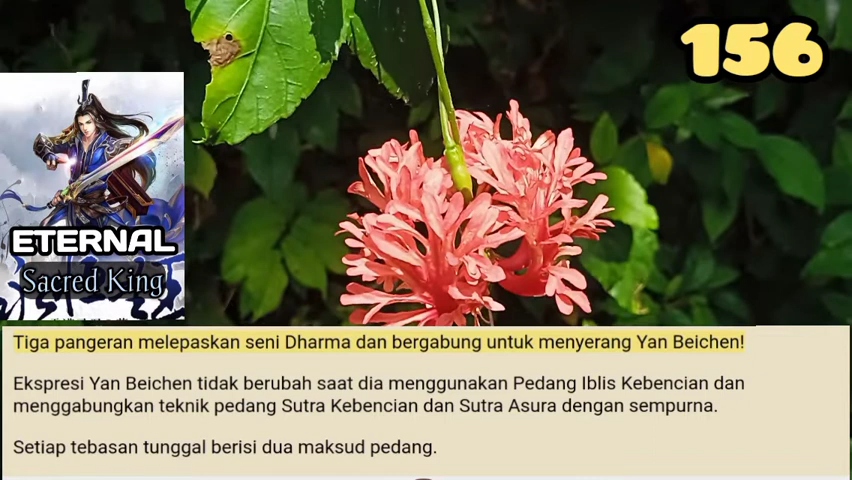 156
ETERNAL
Sacred King
Tiga pangeran melepaskan seni Dharma dan bergabung untuk menyerang Yan Beichen!
Ekspresi Yan Beichen tidak berubah saat dia menggunakan Pedang Iblis Kebencian dan
menggabungkan teknik pedang Sutra Kebencian dan Sutra Asura dengan sempurna.
Setiap tebasan tunggal berisi dua maksud pedang.